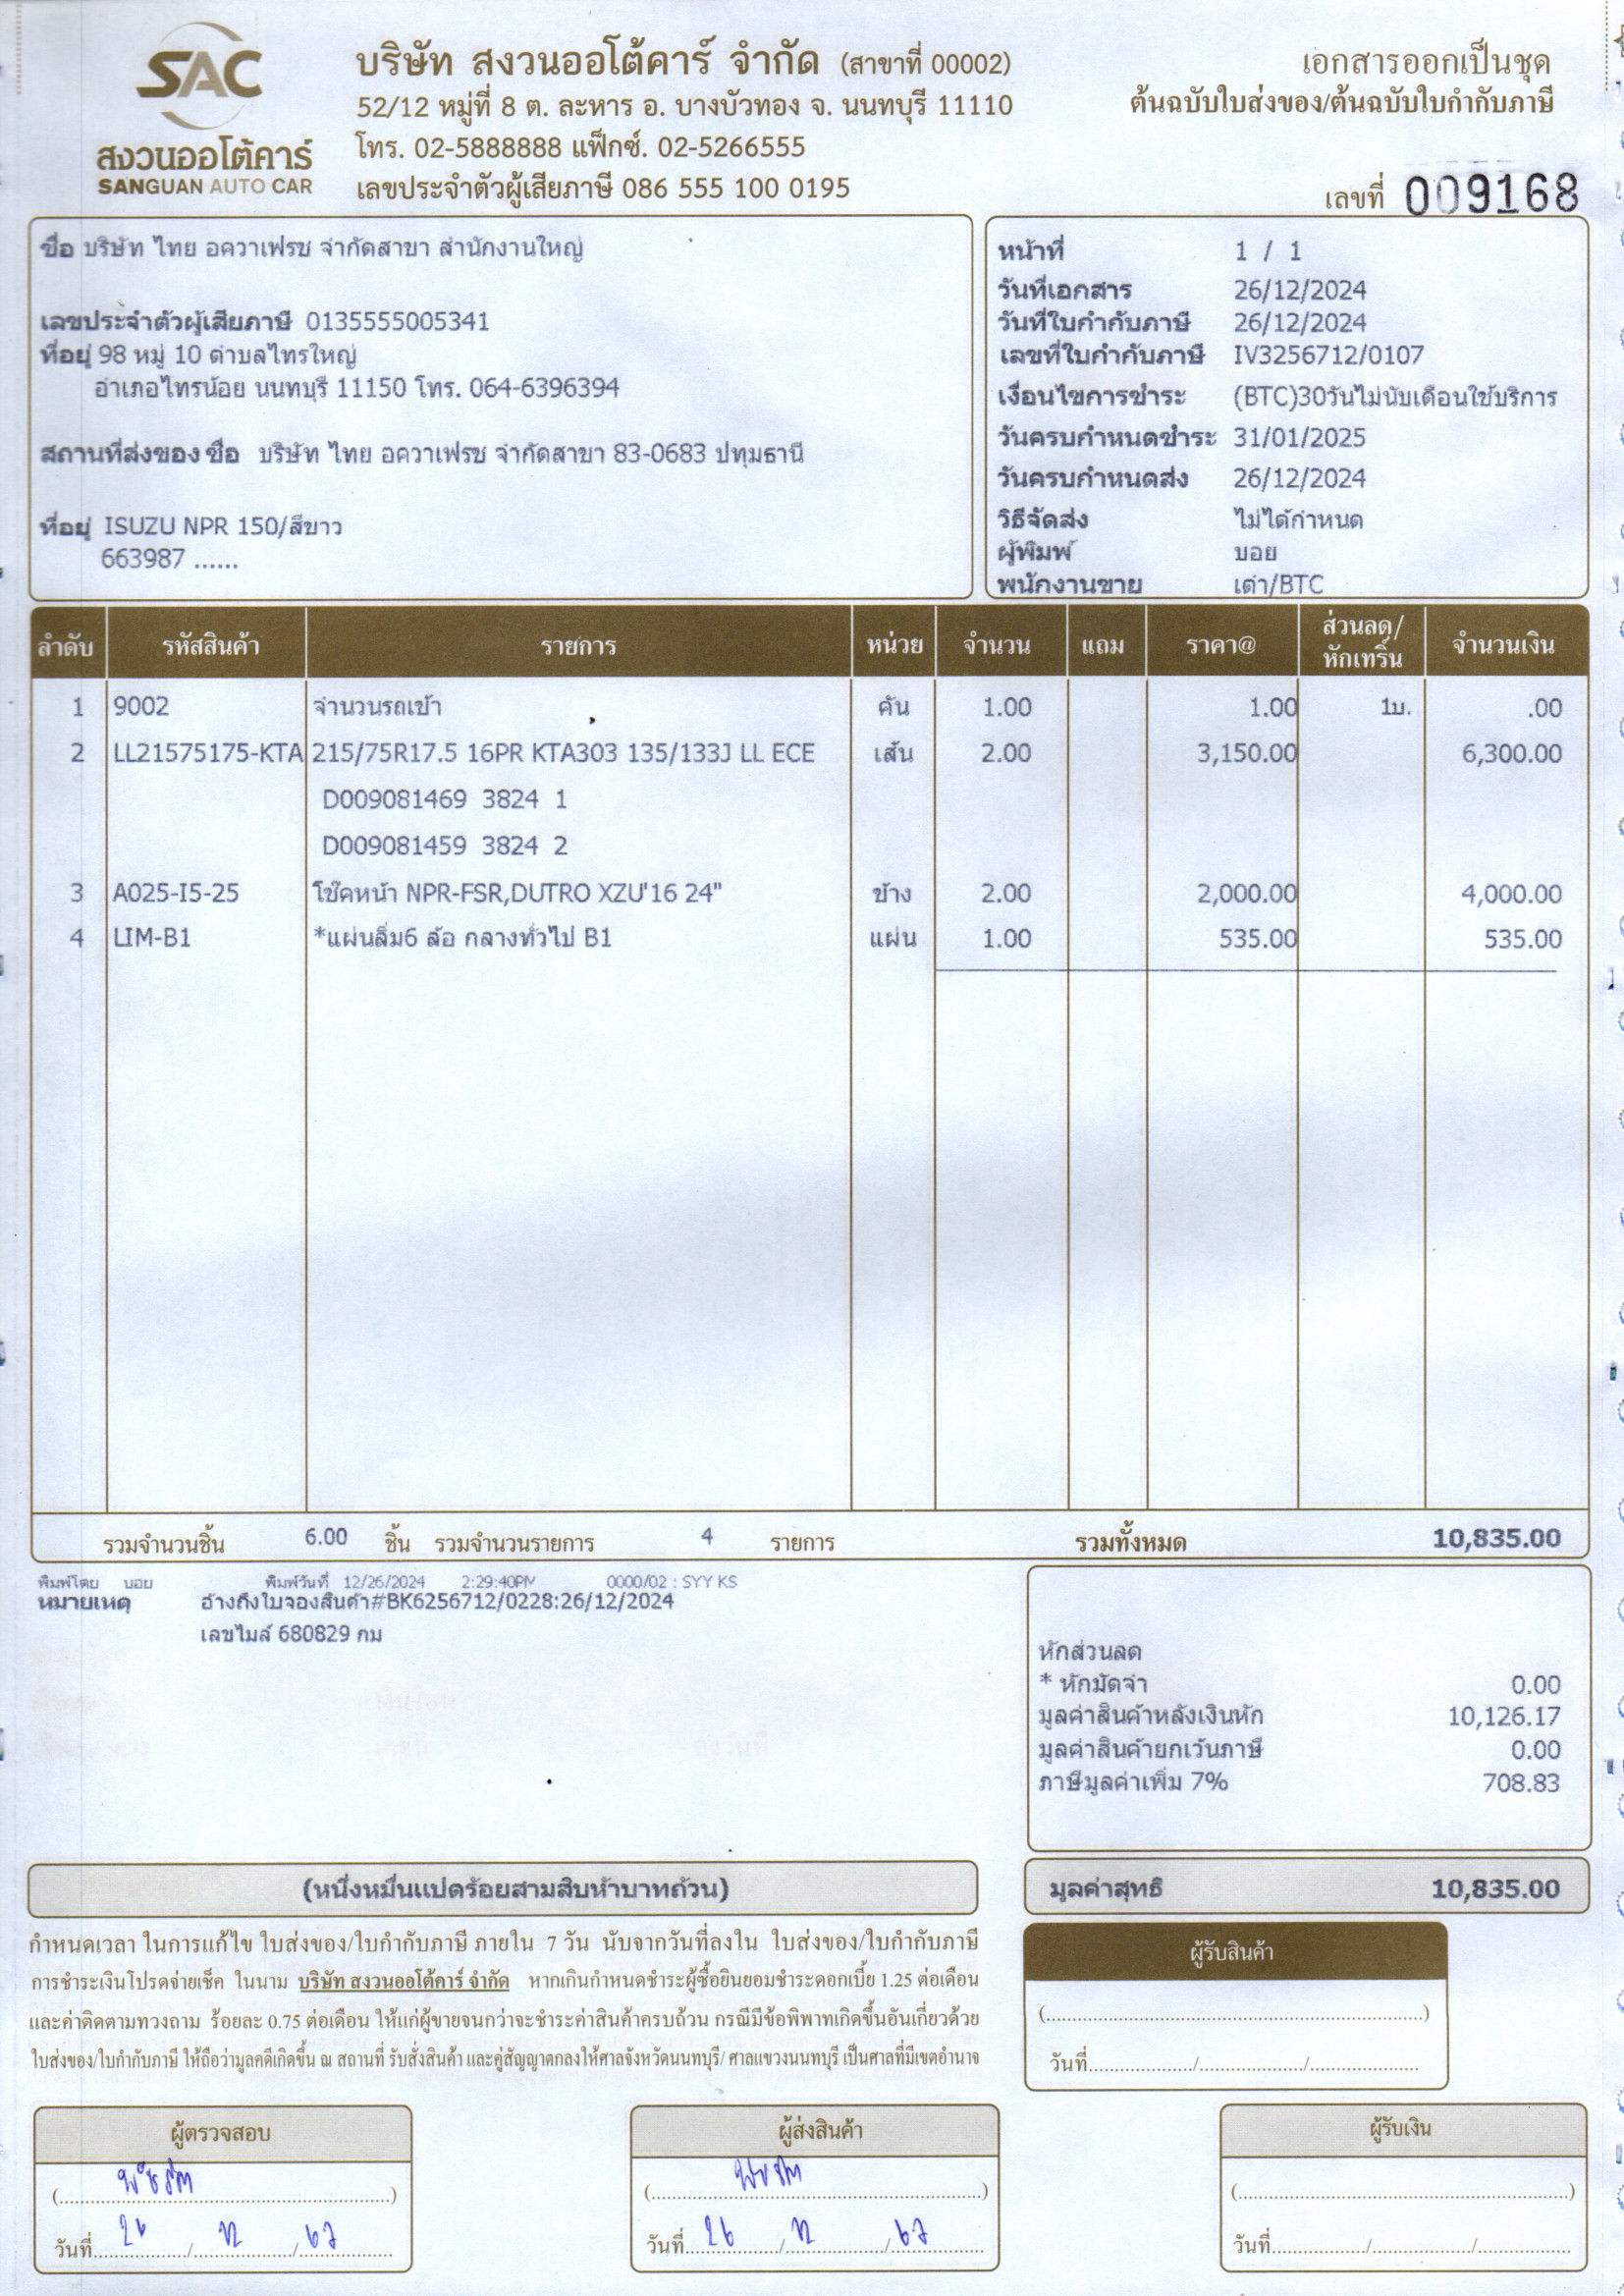 SAC
สงวนออโต้คาร์
SANGUAN AUTO CAR
บริษัท สงวนออโต้คาร์ จำกัด (สาขาที่ 00002)
52/12 หมู่ที่ 8 ต. ละหาร อ. บางบัวทอง จ. นนทบุรี 11110
โทร. 02-5888888 แฟ็กซ์. 02-5266555
เลขประจำตัวผู้เสียภาษี 086 555 100 0195
เอกสารออกเป็นชุด
ต้นฉบับใบส่งของ/ต้นฉบับใบกำกับภาษี
เลขที่ 009168
ชื่อ บริษัท ไทย อควาเฟรช จำกัดสาขา สำนักงานใหญ่
เลขประจำตัวผู้เสียภาษี 0135555005341
ที่อยู่ 98 หมู่ 10 ตำบลไทรใหญ่
อำเภอไทรน้อย นนทบุรี 11150 โทร. 064-6396394
สถานที่ส่งของ ชื่อ บริษัท ไทย อควาเฟรช จำกัดสาขา 83-0683 ปทุมธานี
ที่อยู่ ISUZU NPR 150/สีขาว
663987 ......
หน้าที่ 1 / 1
วันที่เอกสาร 26/12/2024
วันที่ใบกำกับภาษี 26/12/2024
เลขที่ใบกำกับภาษี IV3256712/0107
เงื่อนไขการชำระ (BTC)30วันไม่นับเดือนใช้บริการ
วันครบกำหนดชำระ 31/01/2025
วันครบกำหนดส่ง 26/12/2024
วิธีจัดส่ง ไม่ได้กำหนด
ผู้พิมพ์ บอย
พนักงานขาย เต่า/BTC
ลำดับ รหัสสินค้า รายการ หน่วย จำนวน แถม ราคา@ ส่วนลด/หักเทริ์น จำนวนเงิน
1 9002 จำนวนรถเข้า คัน 1.00 1.00 1บ. .00
2 LL21575175-KTA 215/75R17.5 16PR KTA303 135/133J LL ECE เส้น 2.00 3,150.00 6,300.00
D009081469 3824 1
D009081459 3824 2
3 A025-I5-25 โช๊คหน้า NPR-FSR,DUTRO XZU'16 24" ข้าง 2.00 2,000.00 4,000.00
4 LIM-B1 *แผ่นลิ่ม6 ล้อ กลางทั่วไป B1 แผ่น 1.00 535.00 535.00
รวมจำนวนชิ้น 6.00 ชิ้น รวมจำนวนรายการ 4 รายการ รวมทั้งหมด 10,835.00
พิมพ์โดย บอย พิมพ์วันที่ 12/26/2024 2:29:40PM 0000/02 : SYY KS
หมายเหตุ อ้างถึงใบจองสินค้า#BK6256712/0228:26/12/2024
เลขไมล์ 680829 กม
หักส่วนลด
* หักมัดจำ 0.00
มูลค่าสินค้าหลังเงินหัก 10,126.17
มูลค่าสินค้ายกเว้นภาษี 0.00
ภาษีมูลค่าเพิ่ม 7% 708.83
(หนึ่งหมื่นแปดร้อยสามสิบห้าบาทถ้วน)
มูลค่าสุทธิ 10,835.00
กำหนดเวลา ในการแก้ไข ใบส่งของ/ใบกำกับภาษี ภายใน 7 วัน นับจากวันที่ลงใน ใบส่งของ/ใบกำกับภาษี
การชำระเงินโปรดจ่ายเช็ค ในนาม บริษัท สงวนออโต้คาร์ จำกัด หากเกินกำหนดชำระผู้ซื้อยินยอมชำระดอกเบี้ย 1.25 ต่อเดือน
และค่าติดตามทวงถาม ร้อยละ 0.75 ต่อเดือน ให้แก่ผู้ขายจนกว่าจะชำระค่าสินค้าครบถ้วน กรณีมีข้อพิพาทเกิดขึ้นอันเกี่ยวด้วย
ใบส่งของ/ใบกำกับภาษี ให้ถือว่ามูลคดีเกิดขึ้น ณ สถานที่ รับสั่งสินค้า และคู่สัญญาตกลงให้ศาลจังหวัดนนทบุรี/ ศาลแขวงนนทบุรี เป็นศาลที่มีเขตอำนาจ
ผู้รับสินค้า
(..............................)
วันที่............/............/............
ผู้ตรวจสอบ
วันที่ 26 / 12 / 67
ผู้ส่งสินค้า
วันที่ 26 / 12 / 67
ผู้รับเงิน
(..............................)
วันที่............/............/............